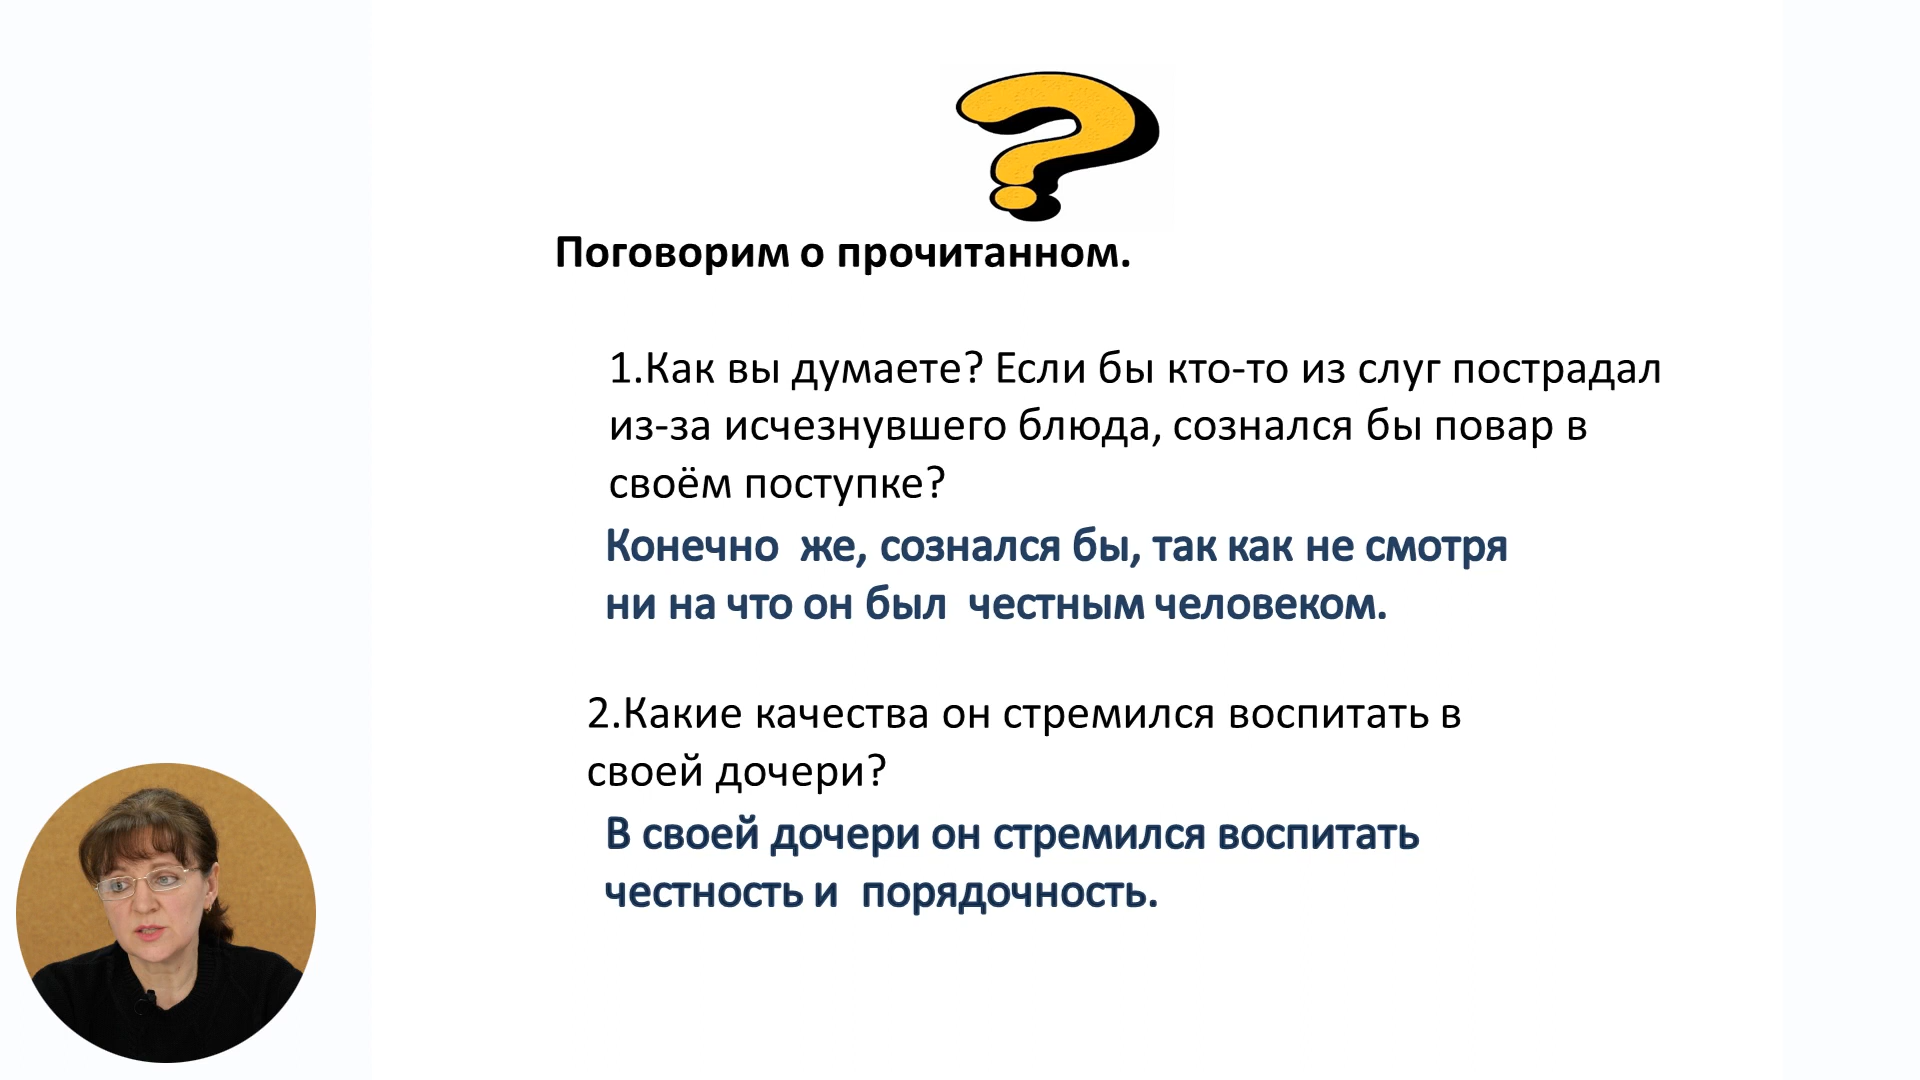 Поговорим о прочитанном.
1.Как вы думаете? Если бы кто-то из слуг пострадал
из-за исчезнувшего блюда, сознался бы повар в
своём поступке?
Конечно  же, сознался бы, так как не смотря
ни на что он был  честным человеком.
2.Какие качества он стремился воспитать в
своей дочери?
В своей дочери он стремился воспитать
честность и  порядочность.